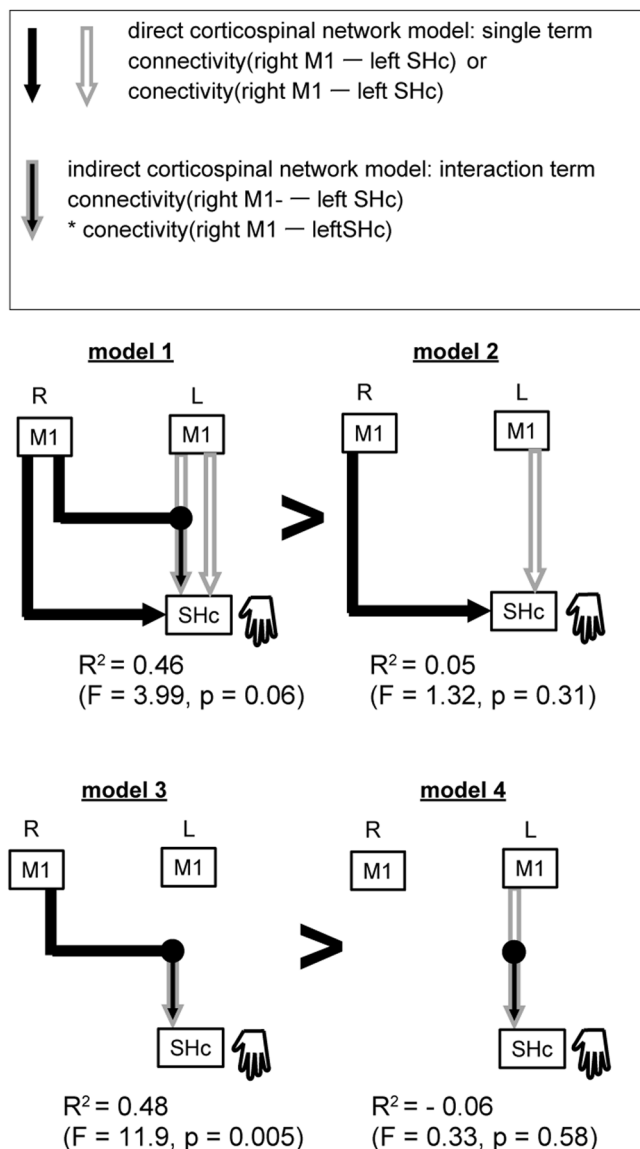 direct corticospinal network model: single term
connectivity(right M1 — left SHc) or
conectivity(right M1 — left SHc)
indirect corticospinal network model: interaction term
connectivity(right M1- — left SHc)
* conectivity(right M1 — leftSHc)
model 1
model 2
R
L
R
L
M1
M1
M1
M1
>
SHc
SHc
R² = 0.46
(F = 3.99, p = 0.06)
R² = 0.05
(F = 1.32, p = 0.31)
model 3
model 4
R
L
R
L
M1
M1
M1
M1
>
SHc
SHc
R² = 0.48
(F = 11.9, p = 0.005)
R² = - 0.06
(F = 0.33, p = 0.58)